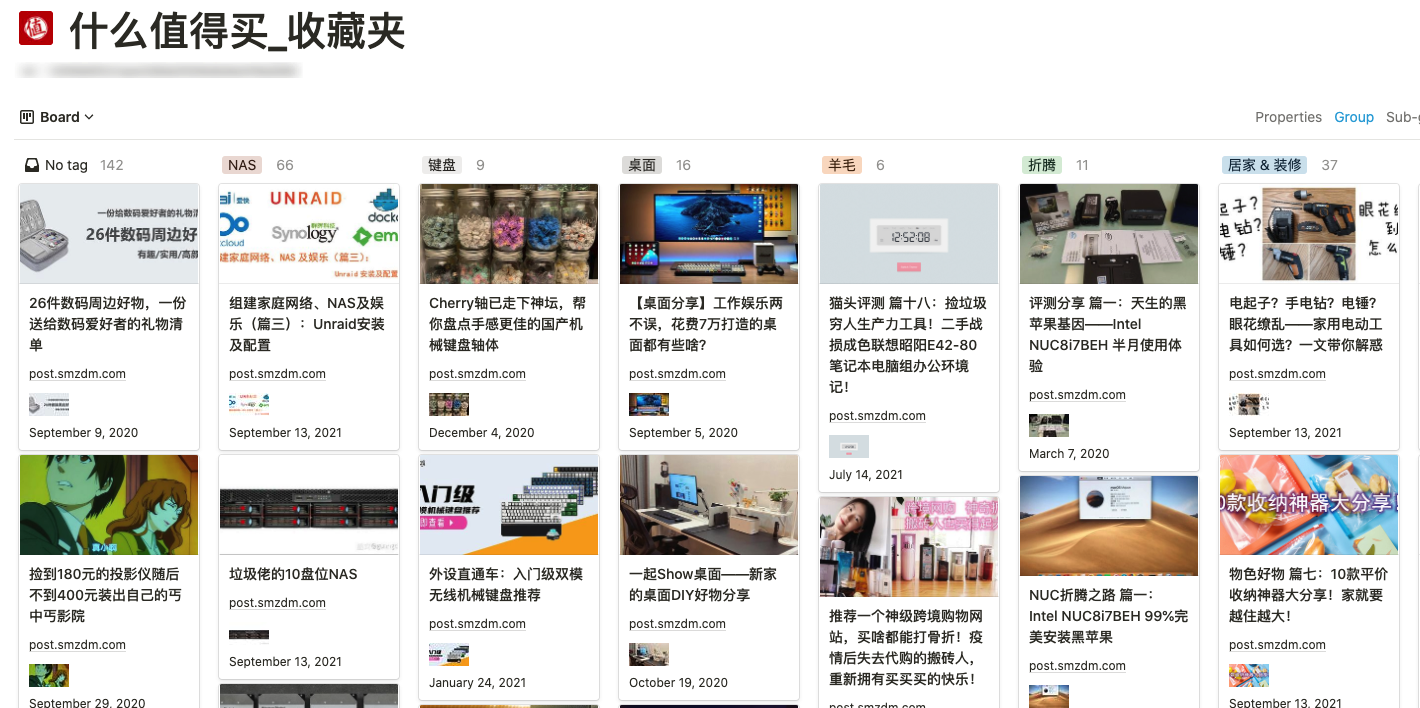 值
什么值得买_收藏夹
Board
Properties Group Sub-g
No tag 142
NAS 66
键盘 9
桌面 16
羊毛 6
折腾 11
居家 & 装修 37
一份给数码爱好者的礼物清
26件数码周边好
有趣/实用/高颜
26件数码周边好物，一份
送给数码爱好者的礼物清
单
post.smzdm.com
September 9, 2020
真小弱
捡到180元的投影仪随后
不到400元装出自己的丐
中丐影院
post.smzdm.com
September 29, 2020
爱快
UNRAID
docke
cloud
Synology
em
建家庭网络、NAS 及娱乐（篇三）：
Unraid 安装及配置
组建家庭网络、NAS及娱
乐（篇三）：Unraid安装
及配置
post.smzdm.com
September 13, 2021
垃圾佬的10盘位NAS
post.smzdm.com
September 13, 2021
Cherry轴已走下神坛，帮
你盘点手感更佳的国产机
械键盘轴体
post.smzdm.com
December 4, 2020
入门级
模机械键盘推荐
即查看
外设直通车：入门级双模
无线机械键盘推荐
post.smzdm.com
January 24, 2021
【桌面分享】工作娱乐两
不误，花费7万打造的桌
面都有些啥？
post.smzdm.com
September 5, 2020
一起Show桌面——新家
的桌面DIY好物分享
post.smzdm.com
October 19, 2020
12:52:08
猫头评测 篇十八：捡垃圾
穷人生产力工具！二手战
损成色联想昭阳E42-80
笔记本电脑组办公环境
记！
post.smzdm.com
July 14, 2021
跨境网购 神奇折
推荐一个神级跨境购物网
站，买啥都能打骨折！疫
情后失去代购的搬砖人，
重新拥有买买买的快乐！
post.smzdm.com
评测分享 篇一：天生的黑
苹果基因——Intel
NUC8i7BEH 半月使用体
验
post.smzdm.com
March 7, 2020
NUC折腾之路 篇一：
Intel NUC8i7BEH 99%完
美安装黑苹果
post.smzdm.com
起子？
电钻？
锤？
眼花缭
到
怎么
电起子？手电钻？电锤？
眼花缭乱——家用电动工
具如何选？一文带你解惑
post.smzdm.com
September 13, 2021
0款收纳神器大分享！
物色好物 篇七：10款平价
收纳神器大分享！家就要
越住越大！
post.smzdm.com
September 13, 2021